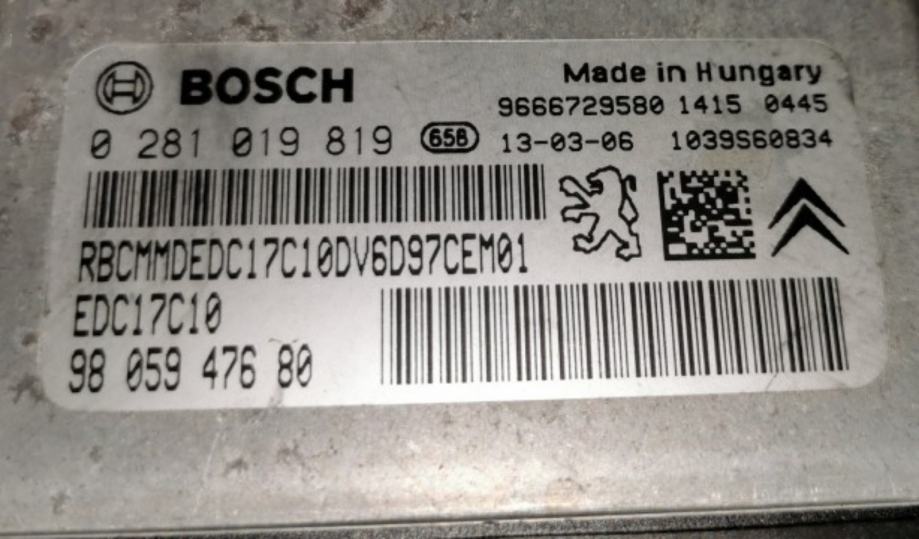 BOSCH
Made in Hungary
9666729580 1415 0445
0 281 019 819 65B 13-03-06 1039S60834
RBCMMDEDC17C10DV6D97CEM01
EDC17C10
98 059 476 80